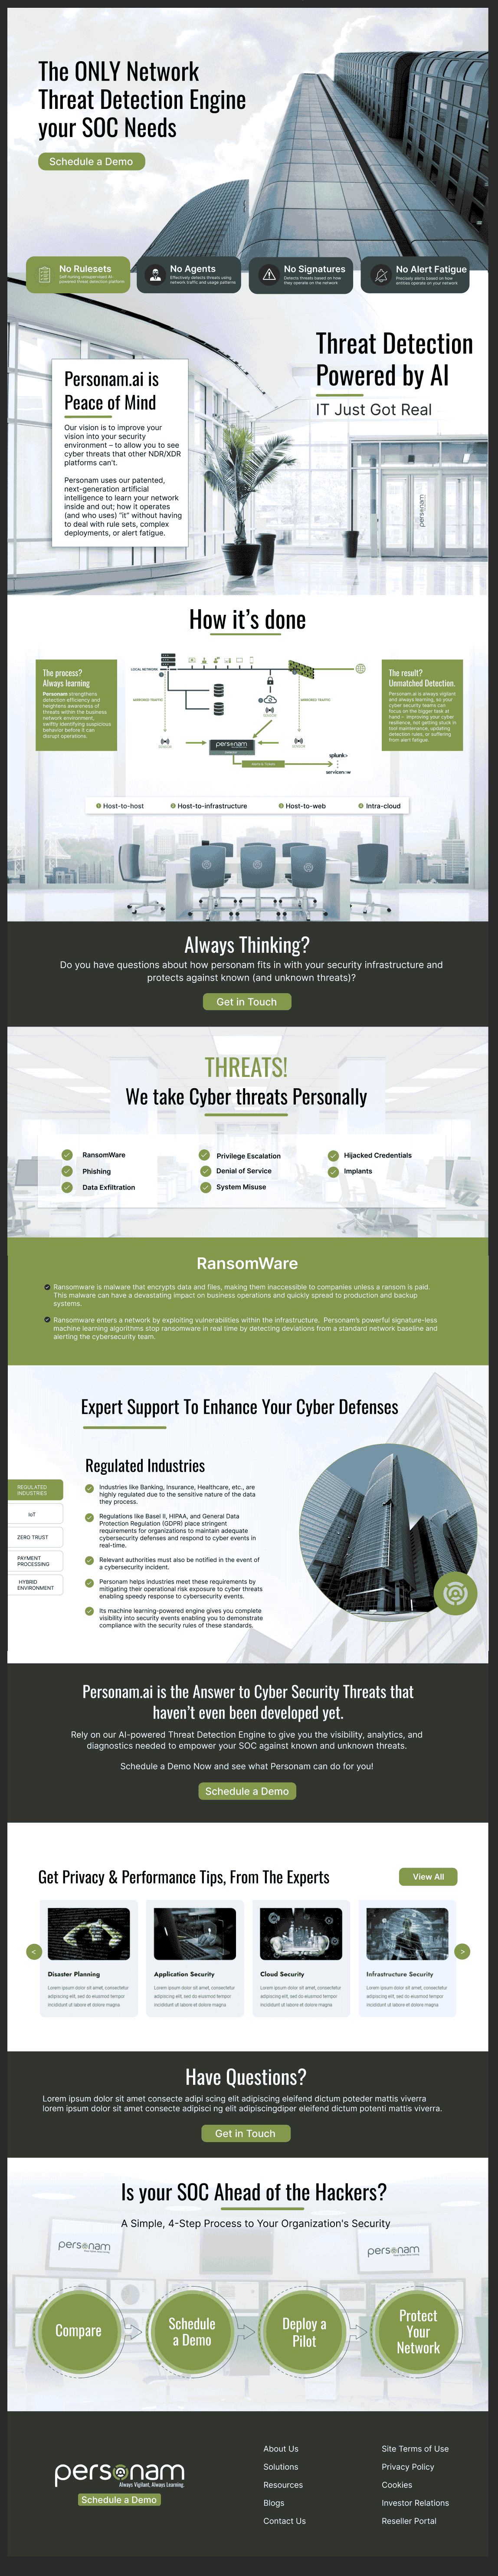 The ONLY Network
Threat Detection Engine
your SOC Needs
Schedule a Demo
No Rulesets
Self-tuning unsupervised AI-
powered threat detection platform
No Agents
Effectively detects threats using
network traffic and usage patterns
No Signatures
Detects threats based on how
they operate on the network
No Alert Fatigue
Precisely alerts based on how
entities operate on your network
Threat Detection
Powered by AI
IT Just Got Real
Personam.ai is
Peace of Mind
Our vision is to improve your
vision into your security
environment – to allow you to see
cyber threats that other NDR/XDR
platforms can't.
Personam uses our patented,
next-generation artificial
intelligence to learn your network
inside and out; how it operates
(and who uses) "it" without having
to deal with rule sets, complex
deployments, or alert fatigue.
personam
How it's done
The process?
Always learning
Personam strengthens
detection efficiency and
heightens awareness of
threats within the business
network environment,
swiftly identifying suspicious
behavior before it can
disrupt operations.
LOCAL NETWORK
MIRRORED TRAFFIC
MIRRORED TRAFFIC
SENSOR
SENSOR
SENSOR
personam
splunk>
servicenow
The result?
Unmatched Detection.
Personam.ai is always vigilant
and always learning, so your
cyber security teams can
focus on the bigger task at
hand - improving your cyber
resilience, not getting stuck in
tool maintenance, updating
detection rules, or suffering
from alert fatigue.
1 Host-to-host
2 Host-to-infrastructure
3 Host-to-web
4 Intra-cloud
Always Thinking?
Do you have questions about how personam fits in with your security infrastructure and
protects against known (and unknown threats)?
Get in Touch
THREATS!
We take Cyber threats Personally
RansomWare
Phishing
Data Exfiltration
Privilege Escalation
Denial of Service
System Misuse
Hijacked Credentials
Implants
RansomWare
Ransomware is malware that encrypts data and files, making them inaccessible to companies unless a ransom is paid.
This malware can have a devastating impact on business operations and quickly spread to production and backup
systems.
Ransomware enters a network by exploiting vulnerabilities within the infrastructure. Personam's powerful signature-less
machine learning algorithms stop ransomware in real time by detecting deviations from a standard network baseline and
alerting the cybersecurity team.
Expert Support To Enhance Your Cyber Defenses
REGULATED
INDUSTRIES
IoT
ZERO TRUST
PAYMENT
PROCESSING
HYBRID
ENVIRONMENT
Regulated Industries
Industries like Banking, Insurance, Healthcare, etc., are
highly regulated due to the sensitive nature of the data
they process.
Regulations like Basel II, HIPAA, and General Data
Protection Regulation (GDPR) place stringent
requirements for organizations to maintain adequate
cybersecurity defenses and respond to cyber events in
real-time.
Relevant authorities must also be notified in the event of
a cybersecurity incident.
Personam helps industries meet these requirements by
mitigating their operational risk exposure to cyber threats
enabling speedy response to cybersecurity events.
Its machine learning-powered engine gives you complete
visibility into security events enabling you to demonstrate
compliance with the security rules of these standards.
Personam.ai is the Answer to Cyber Security Threats that
haven't even been developed yet.
Rely on our AI-powered Threat Detection Engine to give you the visibility, analytics, and
diagnostics needed to empower your SOC against known and unknown threats.
Schedule a Demo Now and see what Personam can do for you!
Schedule a Demo
Get Privacy & Performance Tips, From The Experts
View All
<
Disaster Planning
Lorem ipsum dolor sit amet, consectetur
adipiscing elit, sed do eiusmod tempor
incididunt ut labore et dolore magna
Application Security
Lorem ipsum dolor sit amet, consectetur
adipiscing elit, sed do eiusmod tempor
incididunt ut labore et dolore magna
Cloud Security
Lorem ipsum dolor sit amet, consectetur
adipiscing elit, sed do eiusmod tempor
incididunt ut labore et dolore magna
Infrastructure Security
Lorem ipsum dolor sit amet, consectetur
adipiscing elit, sed do eiusmod tempor
incididunt ut labore et dolore magna
>
Have Questions?
Lorem ipsum dolor sit amet consecte adipi scing elit adipiscing eleifend dictum poteder mattis viverra
lorem ipsum dolor sit amet consecte adipisci ng elit adipiscingdiper eleifend dictum potenti mattis viverra.
Get in Touch
Is your SOC Ahead of the Hackers?
A Simple, 4-Step Process to Your Organization's Security
personam
personam
Compare
Schedule
a Demo
Deploy a
Pilot
Protect
Your
Network
personam
Always Vigilant, Always Learning.
Schedule a Demo
About Us
Solutions
Resources
Blogs
Contact Us
Site Terms of Use
Privacy Policy
Cookies
Investor Relations
Reseller Portal